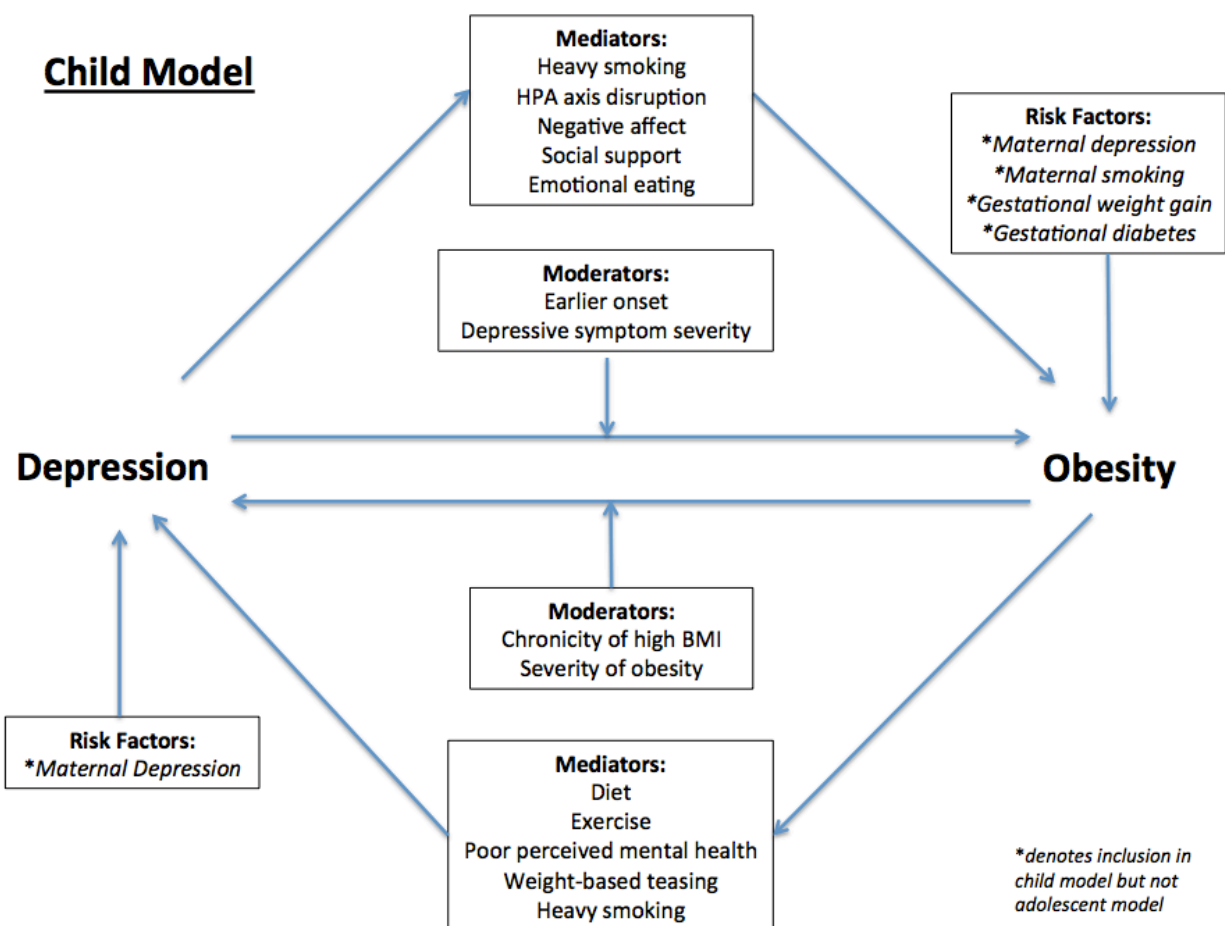 Child Model
Mediators:
Heavy smoking
HPA axis disruption
Negative affect
Social support
Emotional eating
Risk Factors:
*Maternal depression
*Maternal smoking
*Gestational weight gain
*Gestational diabetes
Moderators:
Earlier onset
Depressive symptom severity
Depression
Obesity
Moderators:
Chronicity of high BMI
Severity of obesity
Risk Factors:
*Maternal Depression
Mediators:
Diet
Exercise
Poor perceived mental health
Weight-based teasing
Heavy smoking
*denotes inclusion in
child model but not
adolescent model